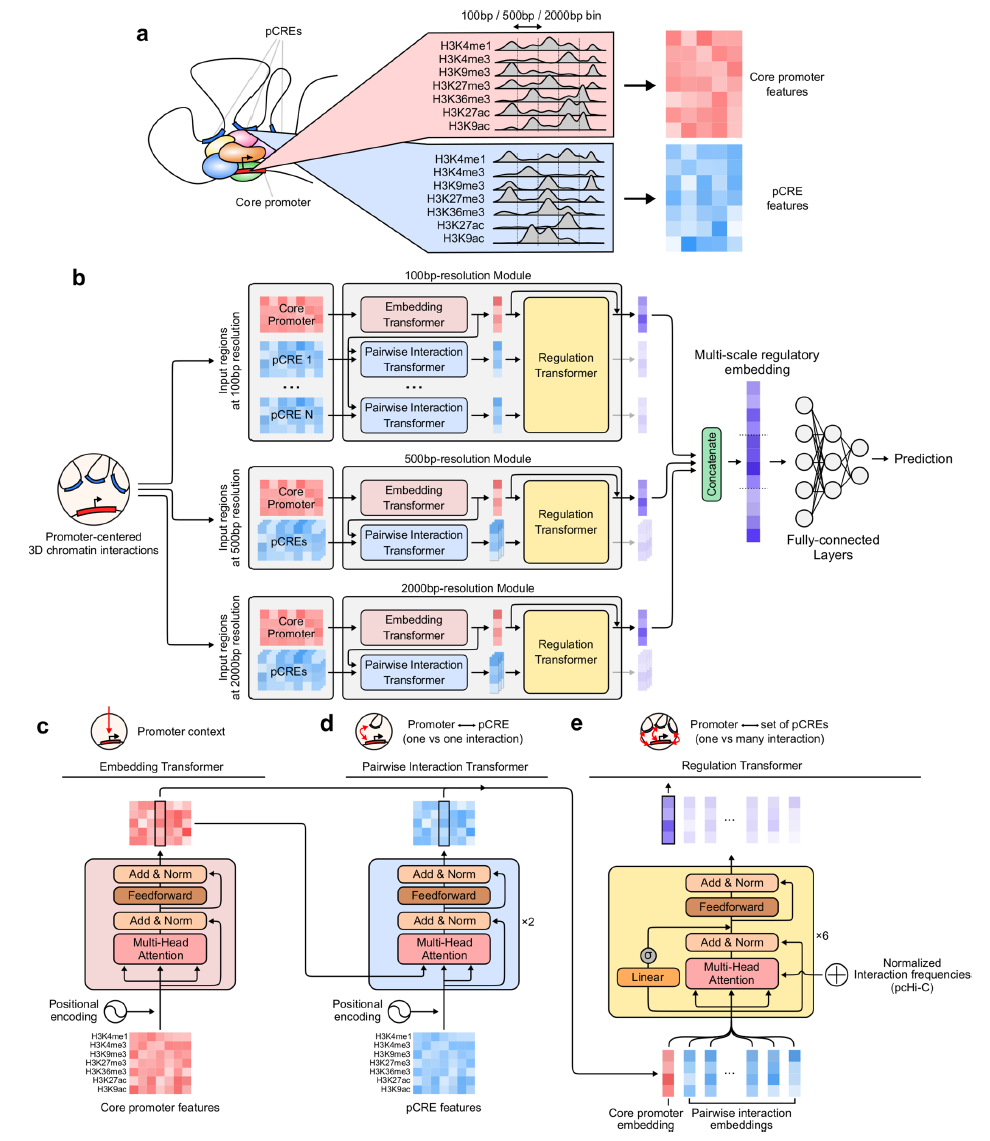 a
pCREs
Core promoter
100bp / 500bp / 2000bp bin
H3K4me1
H3K4me3
H3K9me3
H3K27me3
H3K36me3
H3K27ac
H3K9ac
H3K4me1
H3K4me3
H3K9me3
H3K27me3
H3K36me3
H3K27ac
H3K9ac
Core promoter
features
pCRE
features
b
Promoter-centered
3D chromatin interactions
Input regions
at 100bp resolution
Core
Promoter
pCRE 1
...
pCRE N
100bp-resolution Module
Embedding
Transformer
Pairwise Interaction
Transformer
...
Pairwise Interaction
Transformer
Regulation
Transformer
Input regions
at 500bp resolution
Core
Promoter
pCREs
500bp-resolution Module
Embedding
Transformer
Pairwise Interaction
Transformer
Regulation
Transformer
Input regions
at 2000bp resolution
Core
Promoter
pCREs
2000bp-resolution Module
Embedding
Transformer
Pairwise Interaction
Transformer
Regulation
Transformer
Concatenate
Multi-scale regulatory
embedding
Fully-connected
Layers
Prediction
c
Promoter context
Embedding Transformer
Add & Norm
Feedforward
Add & Norm
Multi-Head
Attention
Positional
encoding
H3K4me1
H3K4me3
H3K9me3
H3K27me3
H3K36me3
H3K27ac
H3K9ac
Core promoter features
d
Promoter ⟷ pCRE
(one vs one interaction)
Pairwise Interaction Transformer
Add & Norm
Feedforward
Add & Norm
Multi-Head
Attention
×2
Positional
encoding
H3K4me1
H3K4me3
H3K9me3
H3K27me3
H3K36me3
H3K27ac
H3K9ac
pCRE features
e
Promoter ⟷ set of pCREs
(one vs many interaction)
Regulation Transformer
...
Add & Norm
Feedforward
Add & Norm
σ
Linear
Multi-Head
Attention
×6
Normalized
Interaction frequencies
(pcHi-C)
...
Core promoter
embedding
Pairwise interaction
embeddings